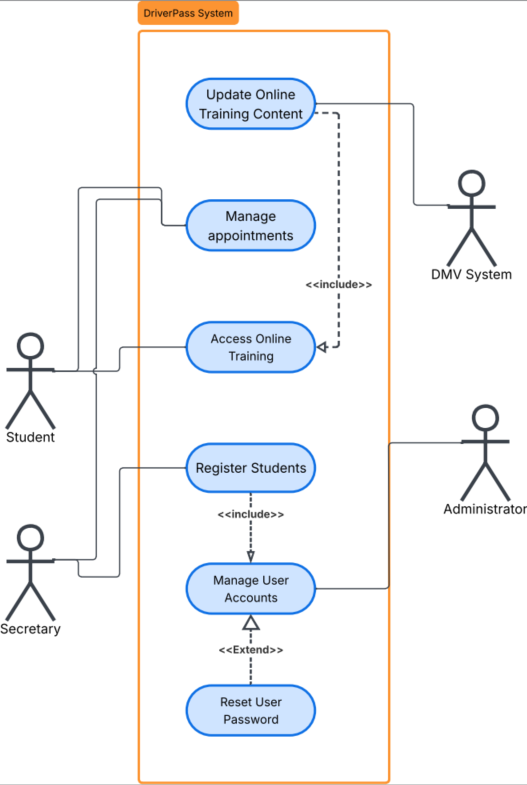 DriverPass System
Update Online
Training Content
Manage
appointments
<<include>>
DMV System
Access Online
Training
Student
Register Students
Administrator
<<include>>
Manage User
Accounts
Secretary
<<Extend>>
Reset User
Password